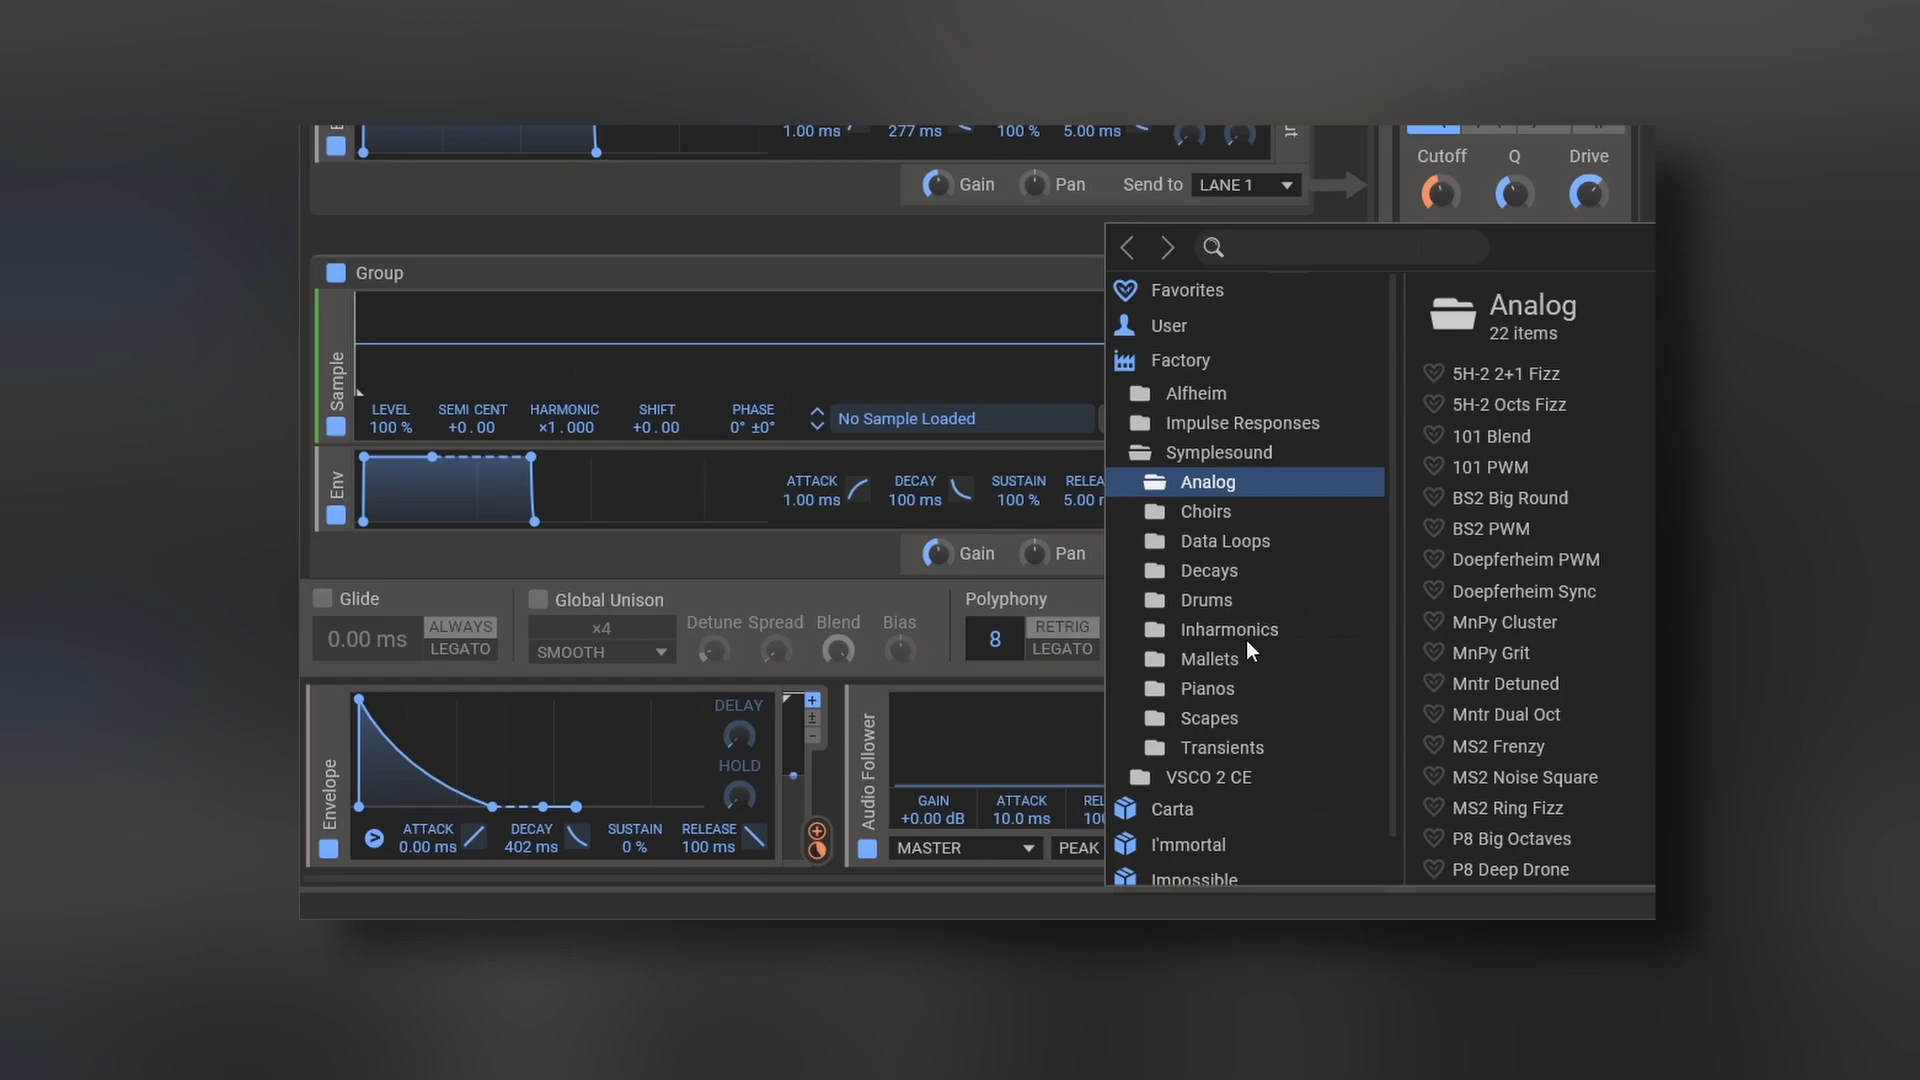 1.00 ms 277 ms 100 % 5.00 ms
Gain Pan Send to LANE 1
Cutoff Q Drive
Group
Sample
LEVEL SEMI CENT HARMONIC SHIFT PHASE
100 % +0.00 ×1.000 +0.00 0° ±0° No Sample Loaded
Env
ATTACK DECAY SUSTAIN RELEA
1.00 ms 100 ms 100 % 5.00 r
Gain Pan
Glide
0.00 ms ALWAYS
LEGATO
Global Unison
×4
SMOOTH
Detune Spread Blend Bias
Polyphony
8 RETRIG
LEGATO
Envelope
DELAY
HOLD
ATTACK DECAY SUSTAIN RELEASE
0.00 ms 402 ms 0 % 100 ms
Audio Follower
GAIN ATTACK REL
+0.00 dB 10.0 ms 100
MASTER PEAK
Favorites
User
Factory
Alfheim
Impulse Responses
Symplesound
Analog
Choirs
Data Loops
Decays
Drums
Inharmonics
Mallets
Pianos
Scapes
Transients
VSCO 2 CE
Carta
I'mmortal
Impossible
Analog
22 items
5H-2 2+1 Fizz
5H-2 Octs Fizz
101 Blend
101 PWM
BS2 Big Round
BS2 PWM
Doepferheim PWM
Doepferheim Sync
MnPy Cluster
MnPy Grit
Mntr Detuned
Mntr Dual Oct
MS2 Frenzy
MS2 Noise Square
MS2 Ring Fizz
P8 Big Octaves
P8 Deep Drone